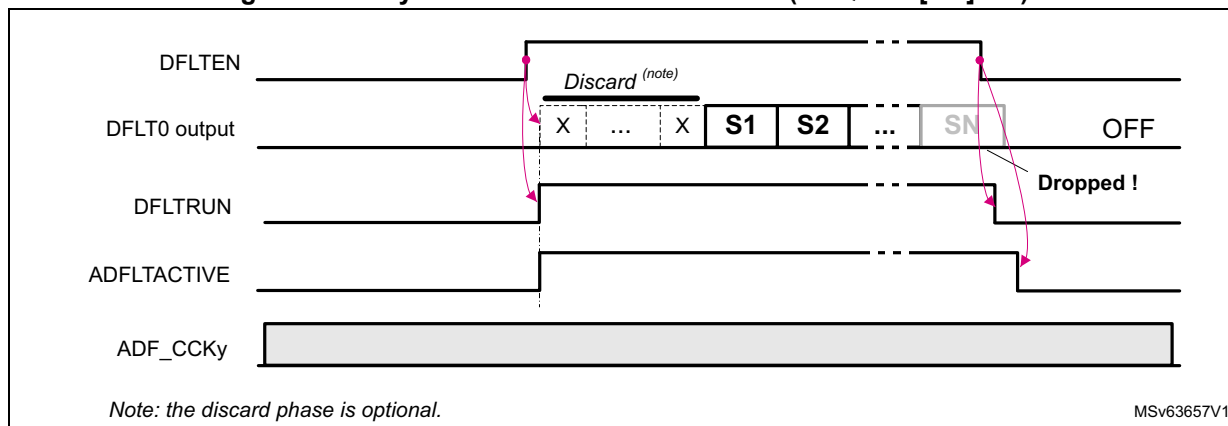 DFLTEN
Discard (note)
DFLT0 output
X ... X S1 S2 ... SN OFF
Dropped !
DFLTRUN
ADFLTACTIVE
ADF_CCKy
Note: the discard phase is optional.
MSv63657V1